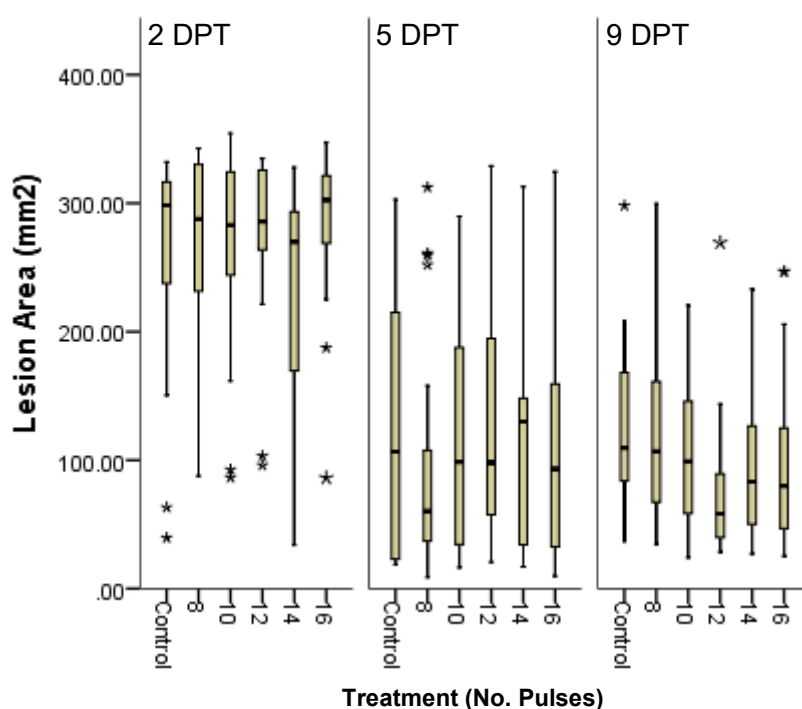 2 DPT 5 DPT 9 DPT
400.00
300.00
200.00
100.00
.00
Lesion Area (mm2)
Control 8 10 12 14 16 Control 8 10 12 14 16 Control 8 10 12 14 16
Treatment (No. Pulses)